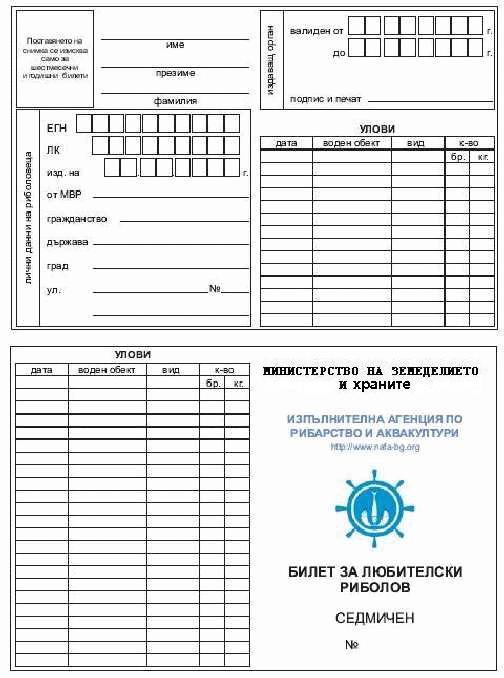 Поставянето на
снимка се изисква
само за
шестмесечни
и годишни билети
име
презиме
фамилия
издаващ орган
валиден от г.
до г.
подпис и печат
лични данни на риболовеца
ЕГН
ЛК
изд. на . . г.
от МВР
гражданство
държава
град
ул. №
УЛОВИ
дата воден обект вид к-во
бр. кг.
УЛОВИ
дата воден обект вид к-во
бр. кг.
МИНИСТЕРСТВО НА ЗЕМЕДЕЛИЕТО
и храните
ИЗПЪЛНИТЕЛНА АГЕНЦИЯ ПО
РИБАРСТВО И АКВАКУЛТУРИ
http://www.nafa-bg.org
БИЛЕТ ЗА ЛЮБИТЕЛСКИ
РИБОЛОВ
СЕДМИЧЕН
№